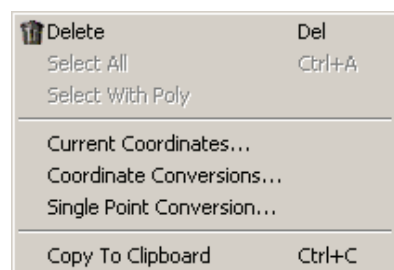 Delete Del
Select All Ctrl+A
Select With Poly
Current Coordinates...
Coordinate Conversions...
Single Point Conversion...
Copy To Clipboard Ctrl+C